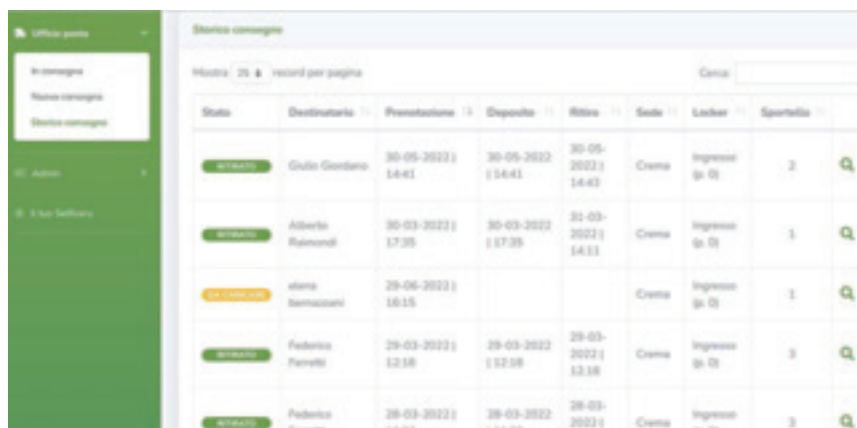 Ufficio posta
In consegna
Nuova consegna
Storico consegne
Admin
Il tuo
Storico consegne
Mostra 25 record per pagina
Cerca:
Stato Destinatario Prenotazione Deposito Ritiro Sede Locker Sportello
RITIRATO Giulio Giordano 30-05-2022 | 14:41 30-05-2022 | 14:41 30-05-2022 | 14:43 Crema Ingresso (p. 0) 2
RITIRATO Alberto Raimondi 30-03-2022 | 17:35 30-03-2022 | 17:35 31-03-2022 | 14:11 Crema Ingresso (p. 0) 1
DA CARICARE elena bernazzani 29-06-2022 | 16:15 Crema Ingresso (p. 0) 1
RITIRATO Federico Ferretti 29-03-2022 | 12:18 29-03-2022 | 12:18 29-03-2022 | 12:18 Crema Ingresso (p. 0) 3
RITIRATO Federico 28-03-2022 | 28-03-2022 28-03-2022 | Crema Ingresso 3